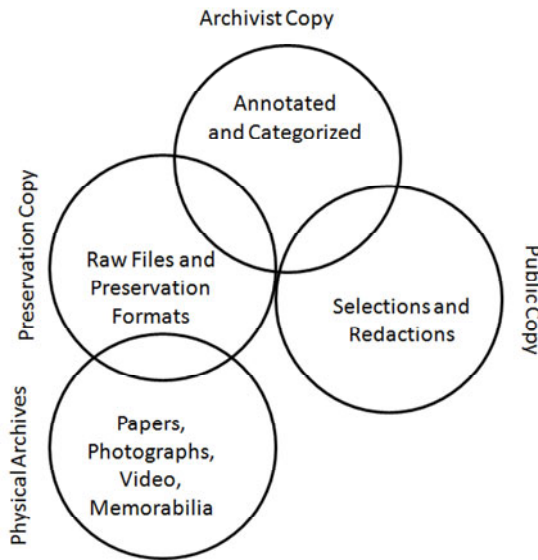 Archivist Copy
Annotated
and Categorized
Preservation Copy
Raw Files and
Preservation
Formats
Public Copy
Selections and
Redactions
Physical Archives
Papers,
Photographs,
Video,
Memorabilia